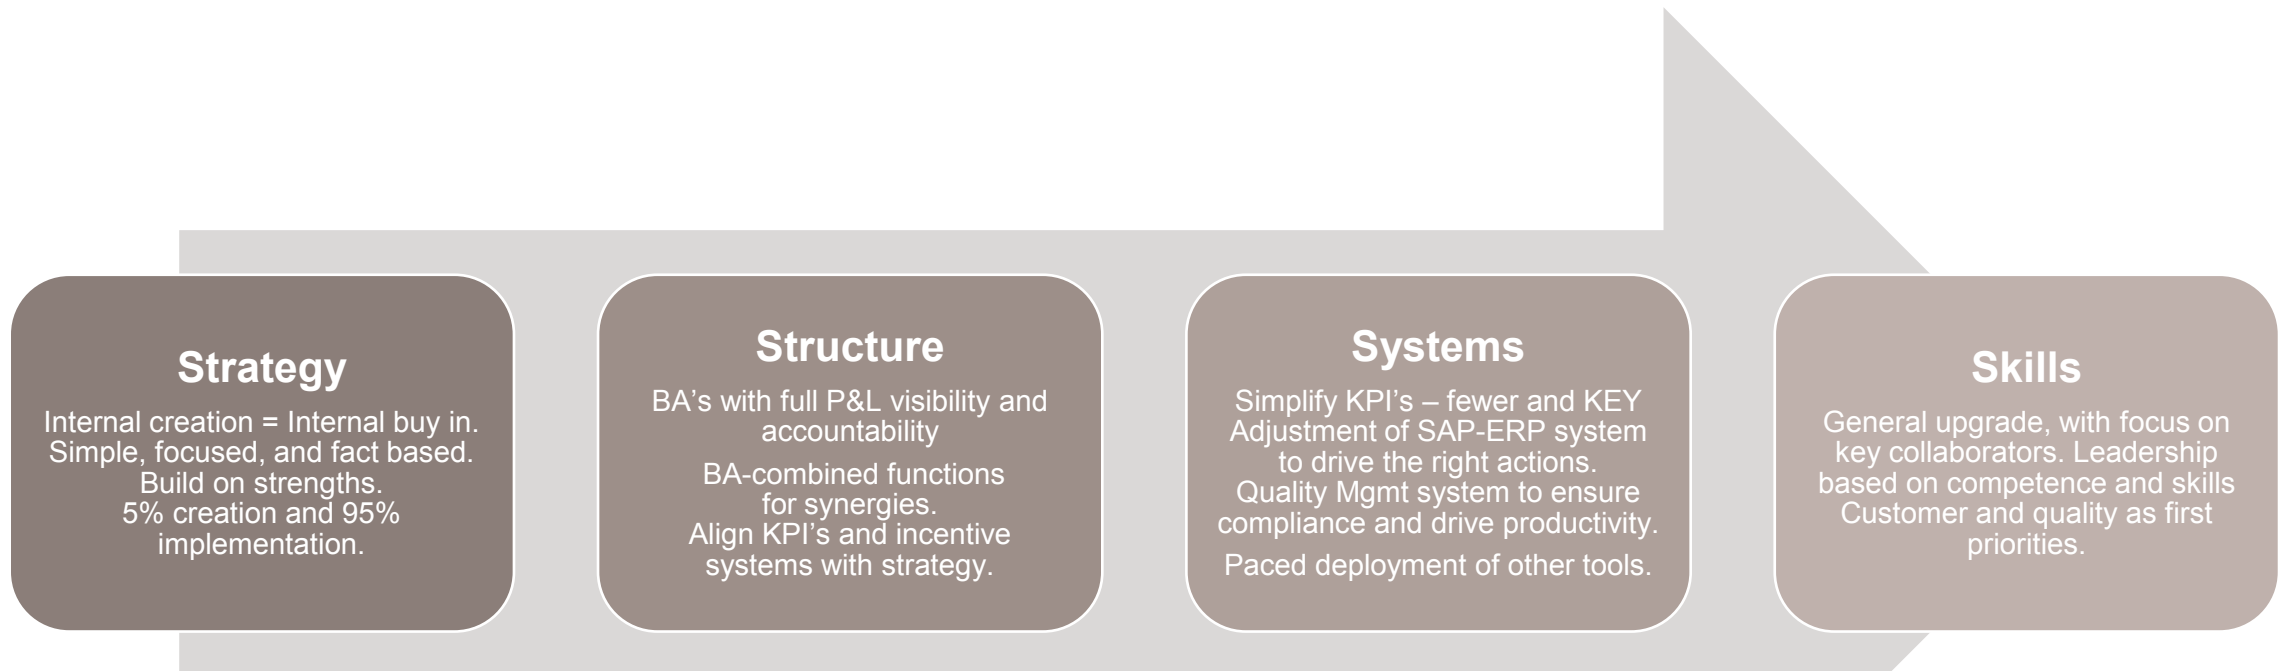 Strategy
Internal creation = Internal buy in.
Simple, focused, and fact based.
Build on strengths.
5% creation and 95%
implementation.
Structure
BA’s with full P&L visibility and
accountability
BA-combined functions
for synergies.
Align KPI’s and incentive
systems with strategy.
Systems
Simplify KPI’s – fewer and KEY
Adjustment of SAP-ERP system
to drive the right actions.
Quality Mgmt system to ensure
compliance and drive productivity.
Paced deployment of other tools.
Skills
General upgrade, with focus on
key collaborators. Leadership
based on competence and skills
Customer and quality as first
priorities.